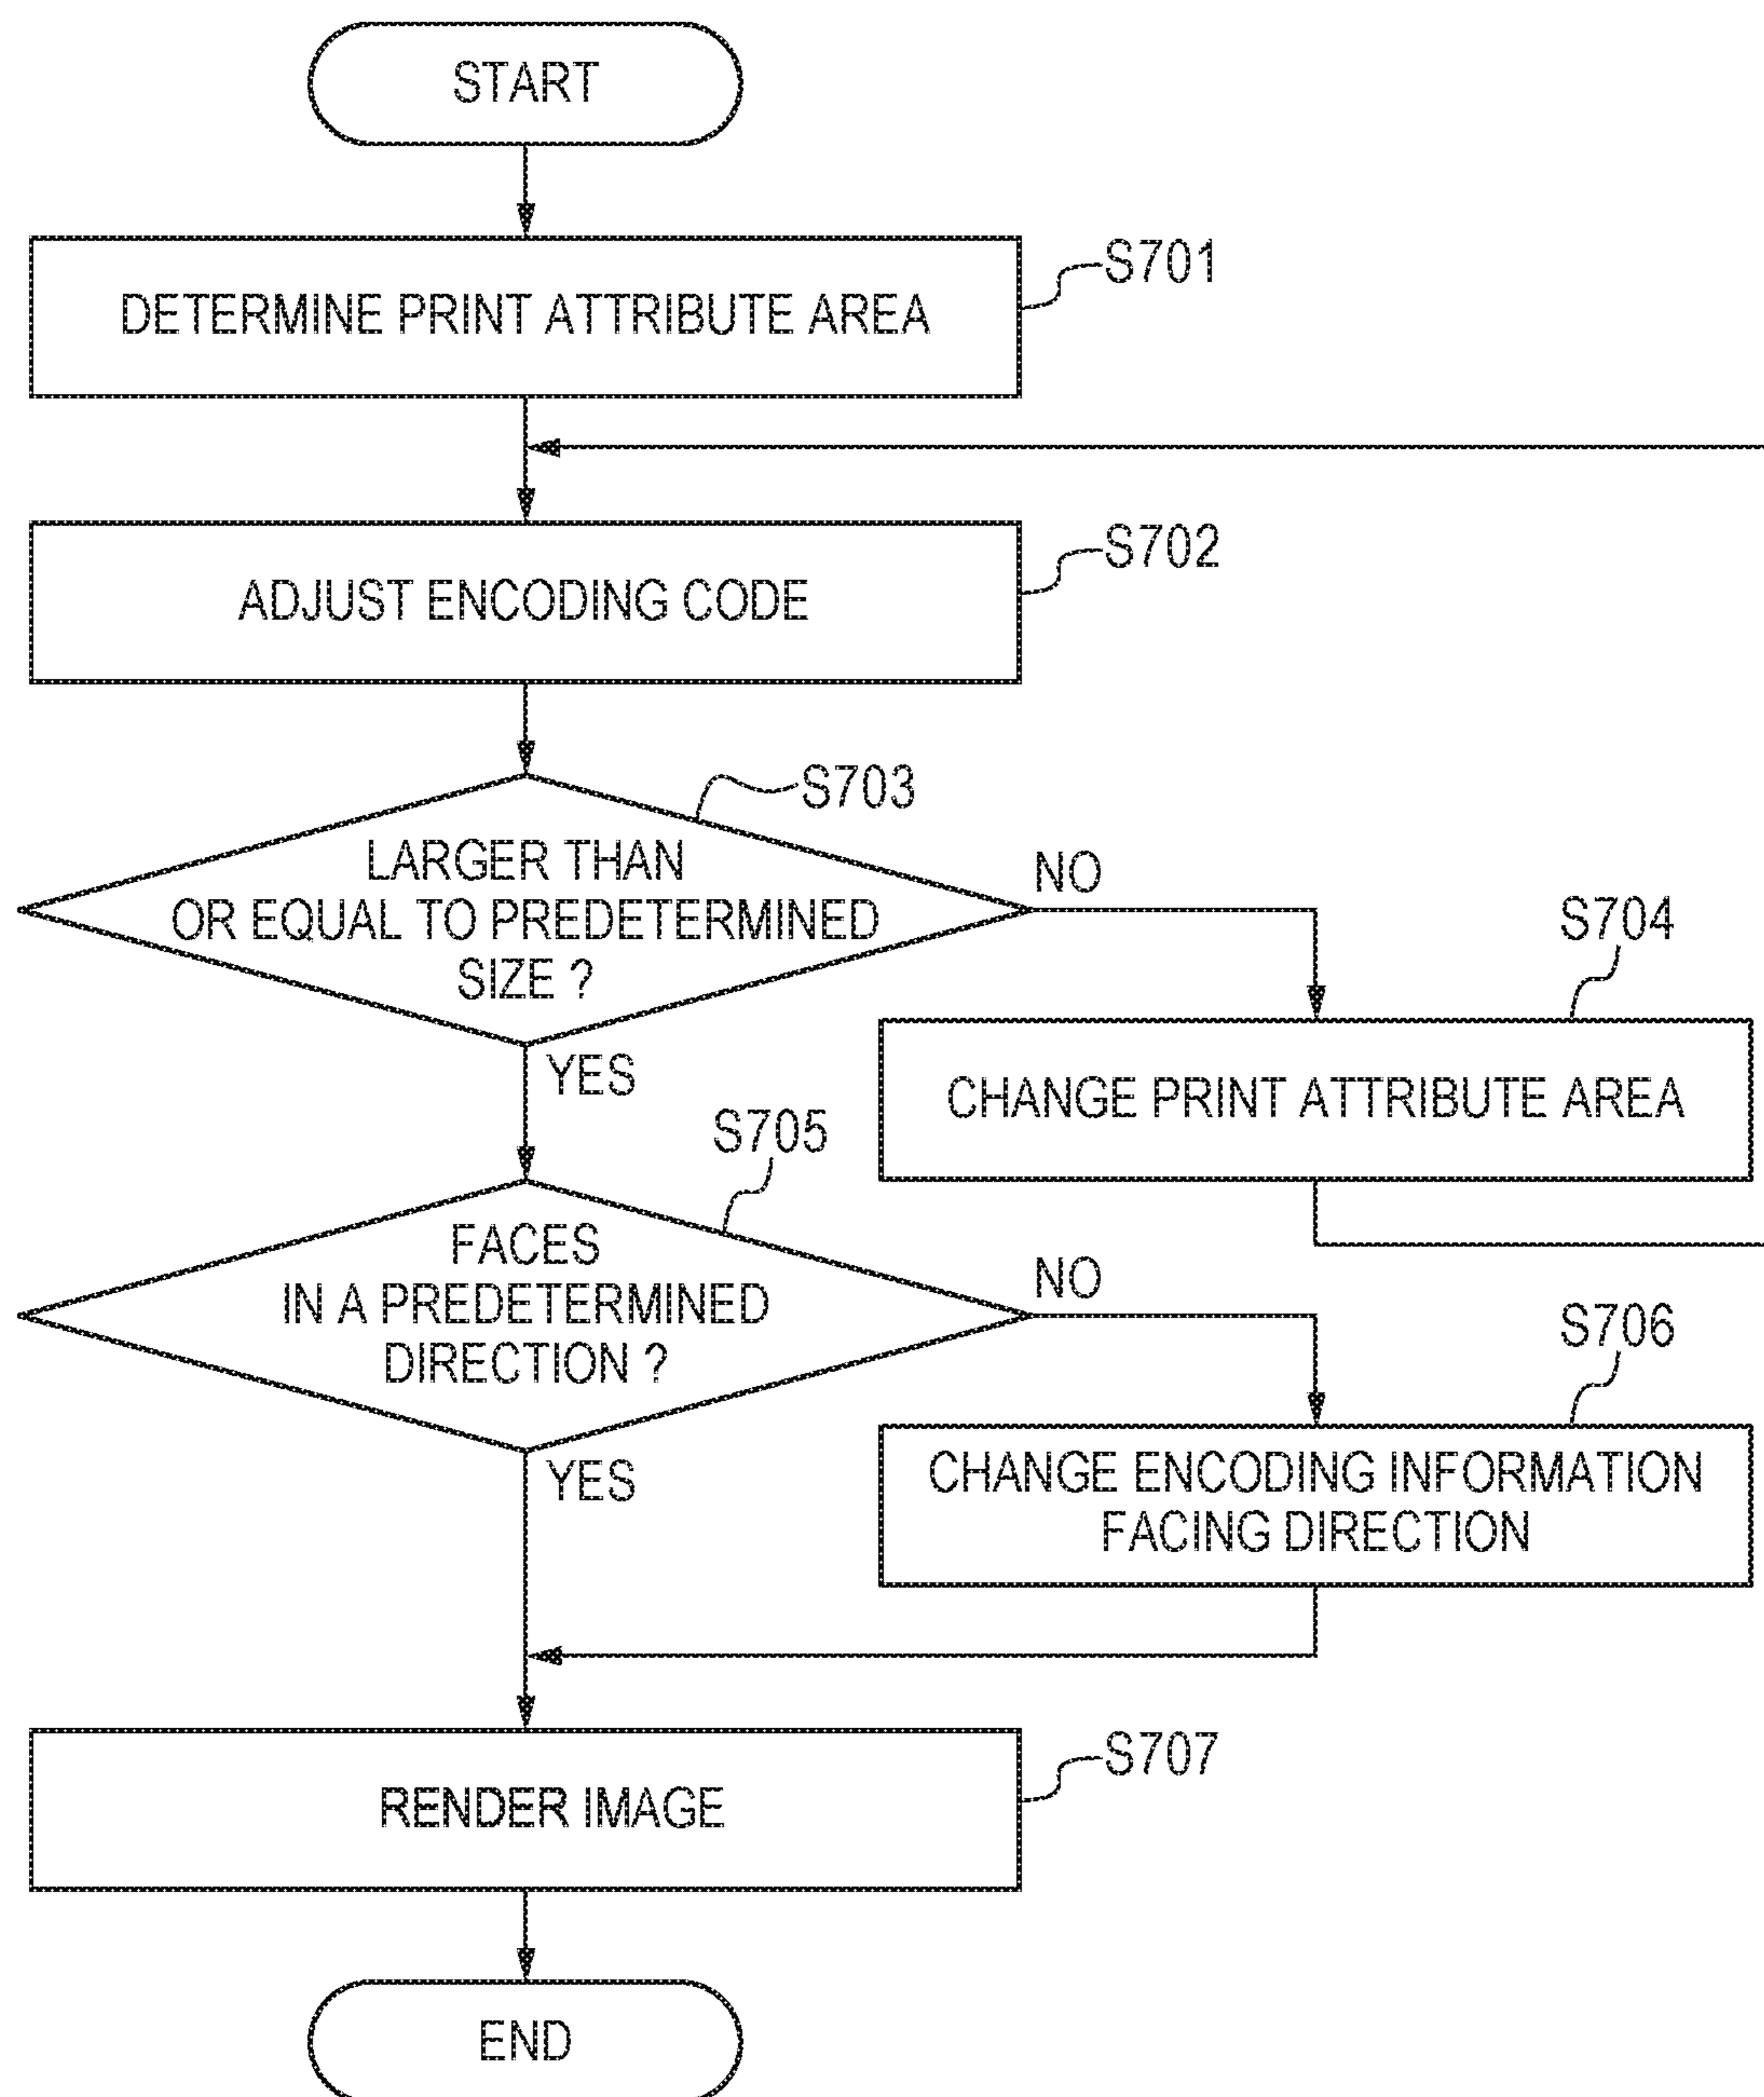 START
S701
DETERMINE PRINT ATTRIBUTE AREA
S702
ADJUST ENCODING CODE
S703
LARGER THAN
OR EQUAL TO PREDETERMINED
SIZE ?
NO
YES
S704
CHANGE PRINT ATTRIBUTE AREA
S705
FACES
IN A PREDETERMINED
DIRECTION ?
NO
YES
S706
CHANGE ENCODING INFORMATION
FACING DIRECTION
S707
RENDER IMAGE
END